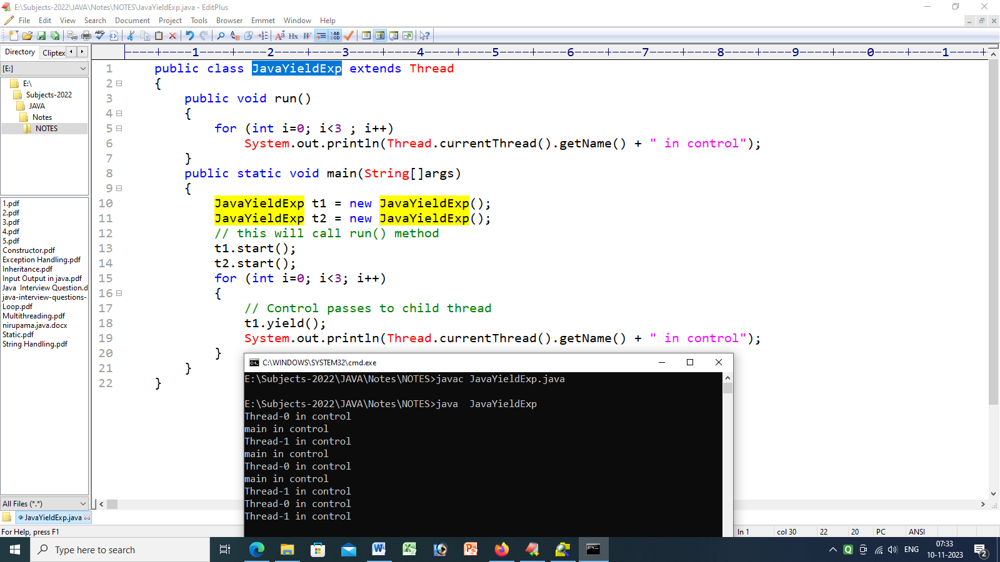 E:\Subjects-2022\JAVA\Notes\NOTES\JavaYieldExp.java - EditPlus
File Edit View Search Document Project Tools Browser Emmet Window Help
Directory Cliptex
[E:]
E:\
Subjects-2022
JAVA
Notes
NOTES
1.pdf
2.pdf
3.pdf
4.pdf
5.pdf
Constructor.pdf
Exception Handling.pdf
Inheritance.pdf
Input Output in java.pdf
Java Interview Question.d
java-interview-questions-
Loop.pdf
Multithreading.pdf
nirupama.java.docx
Static.pdf
String Handling.pdf
All Files (*.*)
JavaYieldExp.java
----+----1----+----2----+----3----+----4----+----5----+----6----+----7----+----8----+----9----+----0----+----1----+
1 public class JavaYieldExp extends Thread
2 {
3 public void run()
4 {
5 for (int i=0; i<3 ; i++)
6 System.out.println(Thread.currentThread().getName() + " in control");
7 }
8 public static void main(String[]args)
9 {
10 JavaYieldExp t1 = new JavaYieldExp();
11 JavaYieldExp t2 = new JavaYieldExp();
12 // this will call run() method
13 t1.start();
14 t2.start();
15 for (int i=0; i<3; i++)
16 {
17 // Control passes to child thread
18 t1.yield();
19 System.out.println(Thread.currentThread().getName() + " in control");
20 }
21 }
22 }
C:\WINDOWS\SYSTEM32\cmd.exe
E:\Subjects-2022\JAVA\Notes\NOTES>javac JavaYieldExp.java
E:\Subjects-2022\JAVA\Notes\NOTES>java  JavaYieldExp
Thread-0 in control
main in control
Thread-1 in control
main in control
Thread-0 in control
main in control
Thread-1 in control
Thread-0 in control
Thread-1 in control
For Help, press F1
ln 1 col 30 22 20 PC ANSI
Type here to search
ENG
07:33
10-11-2023
2